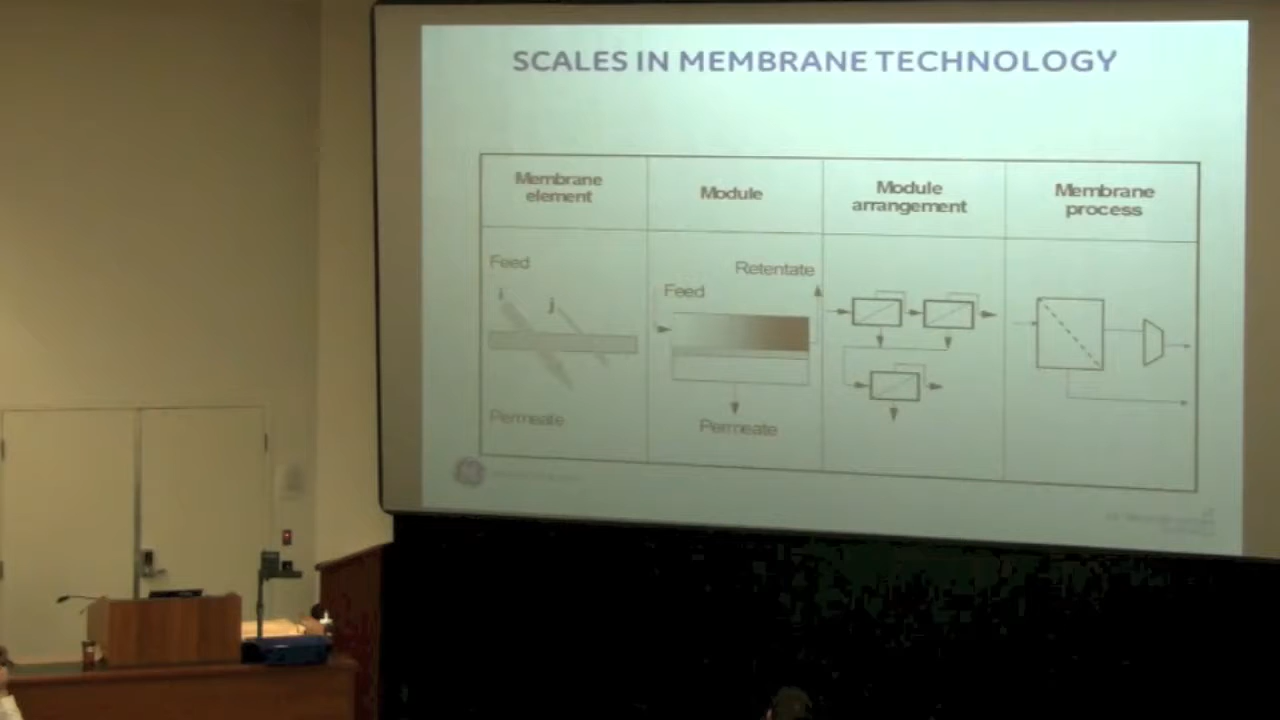 SCALES IN MEMBRANE TECHNOLOGY
Membrane
element
Module
Module
arrangement
Membrane
process
Feed
i
j
Permeate
Feed
Retentate
Permeate